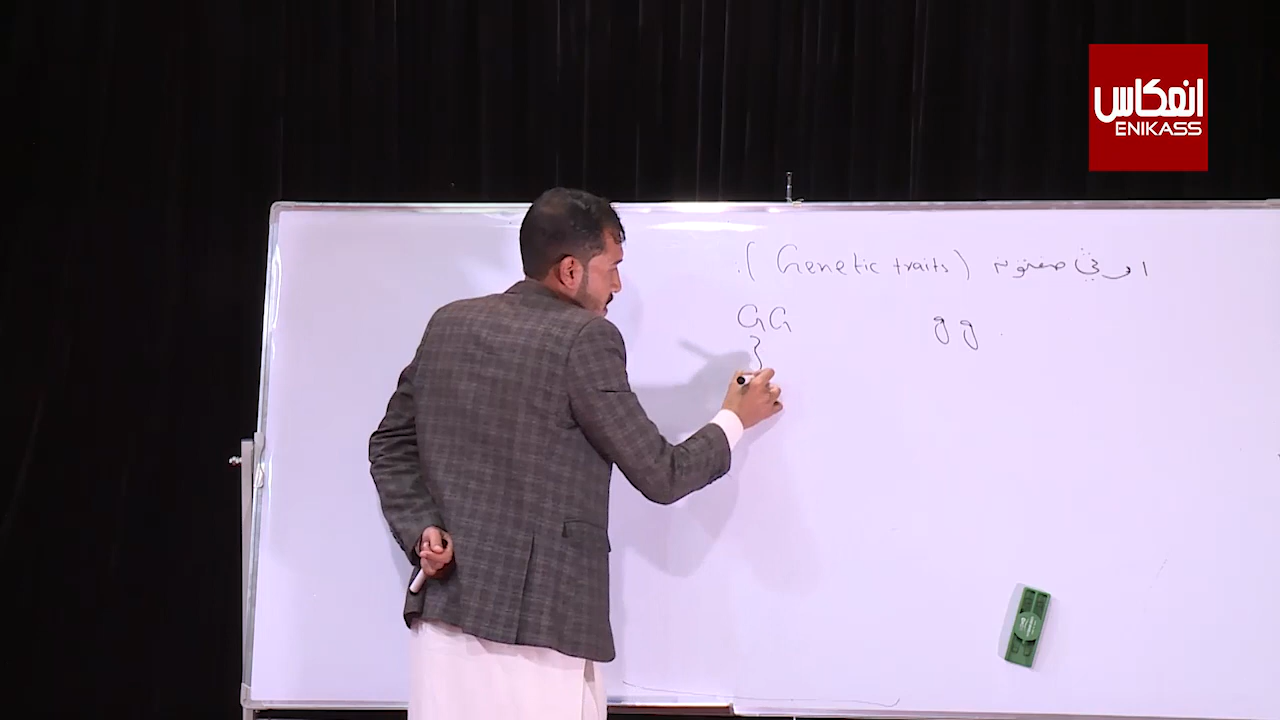 انعکاس
ENIKASS
ارثي صفتونه (Genetic traits).
GG gg.